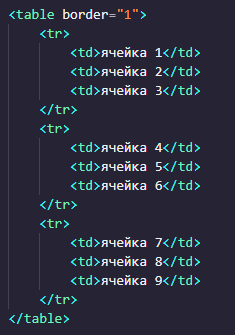 <table border="1">
<tr>
<td>ячейка 1</td>
<td>ячейка 2</td>
<td>ячейка 3</td>
</tr>
<tr>
<td>ячейка 4</td>
<td>ячейка 5</td>
<td>ячейка 6</td>
</tr>
<tr>
<td>ячейка 7</td>
<td>ячейка 8</td>
<td>ячейка 9</td>
</tr>
</table>